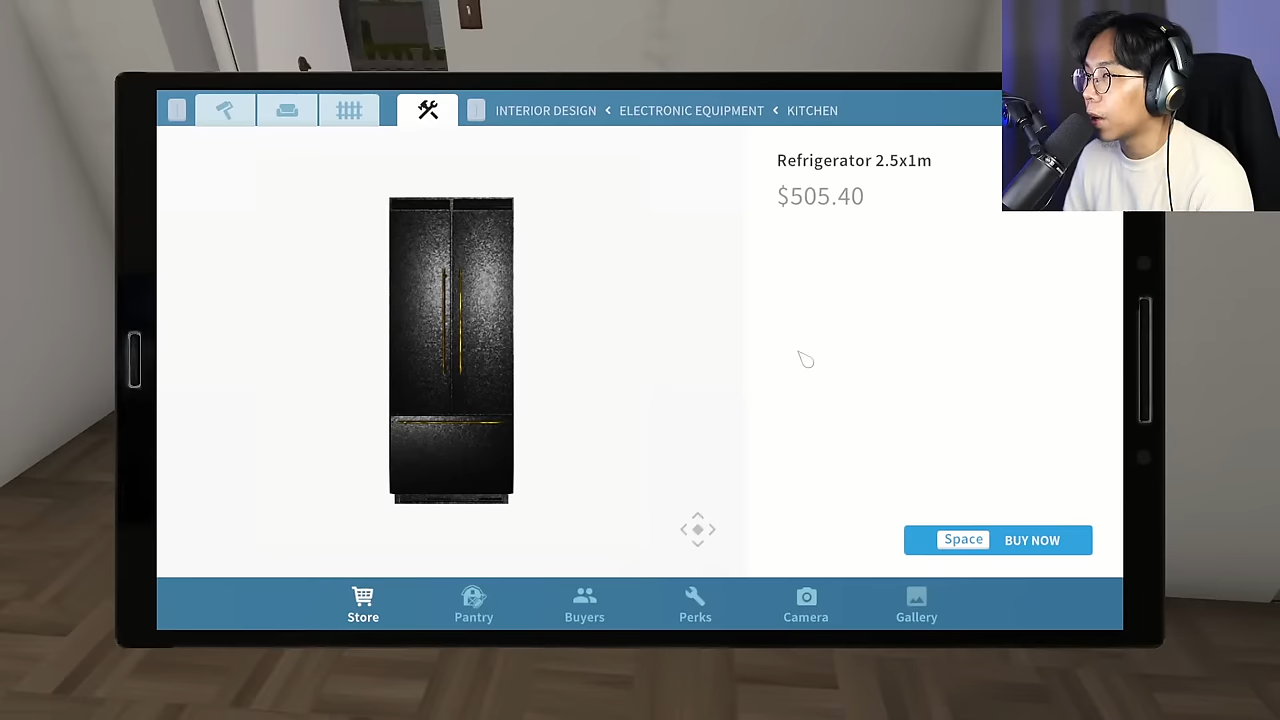 INTERIOR DESIGN < ELECTRONIC EQUIPMENT < KITCHEN
Refrigerator 2.5x1m
$505.40
Space BUY NOW
Store Pantry Buyers Perks Camera Gallery